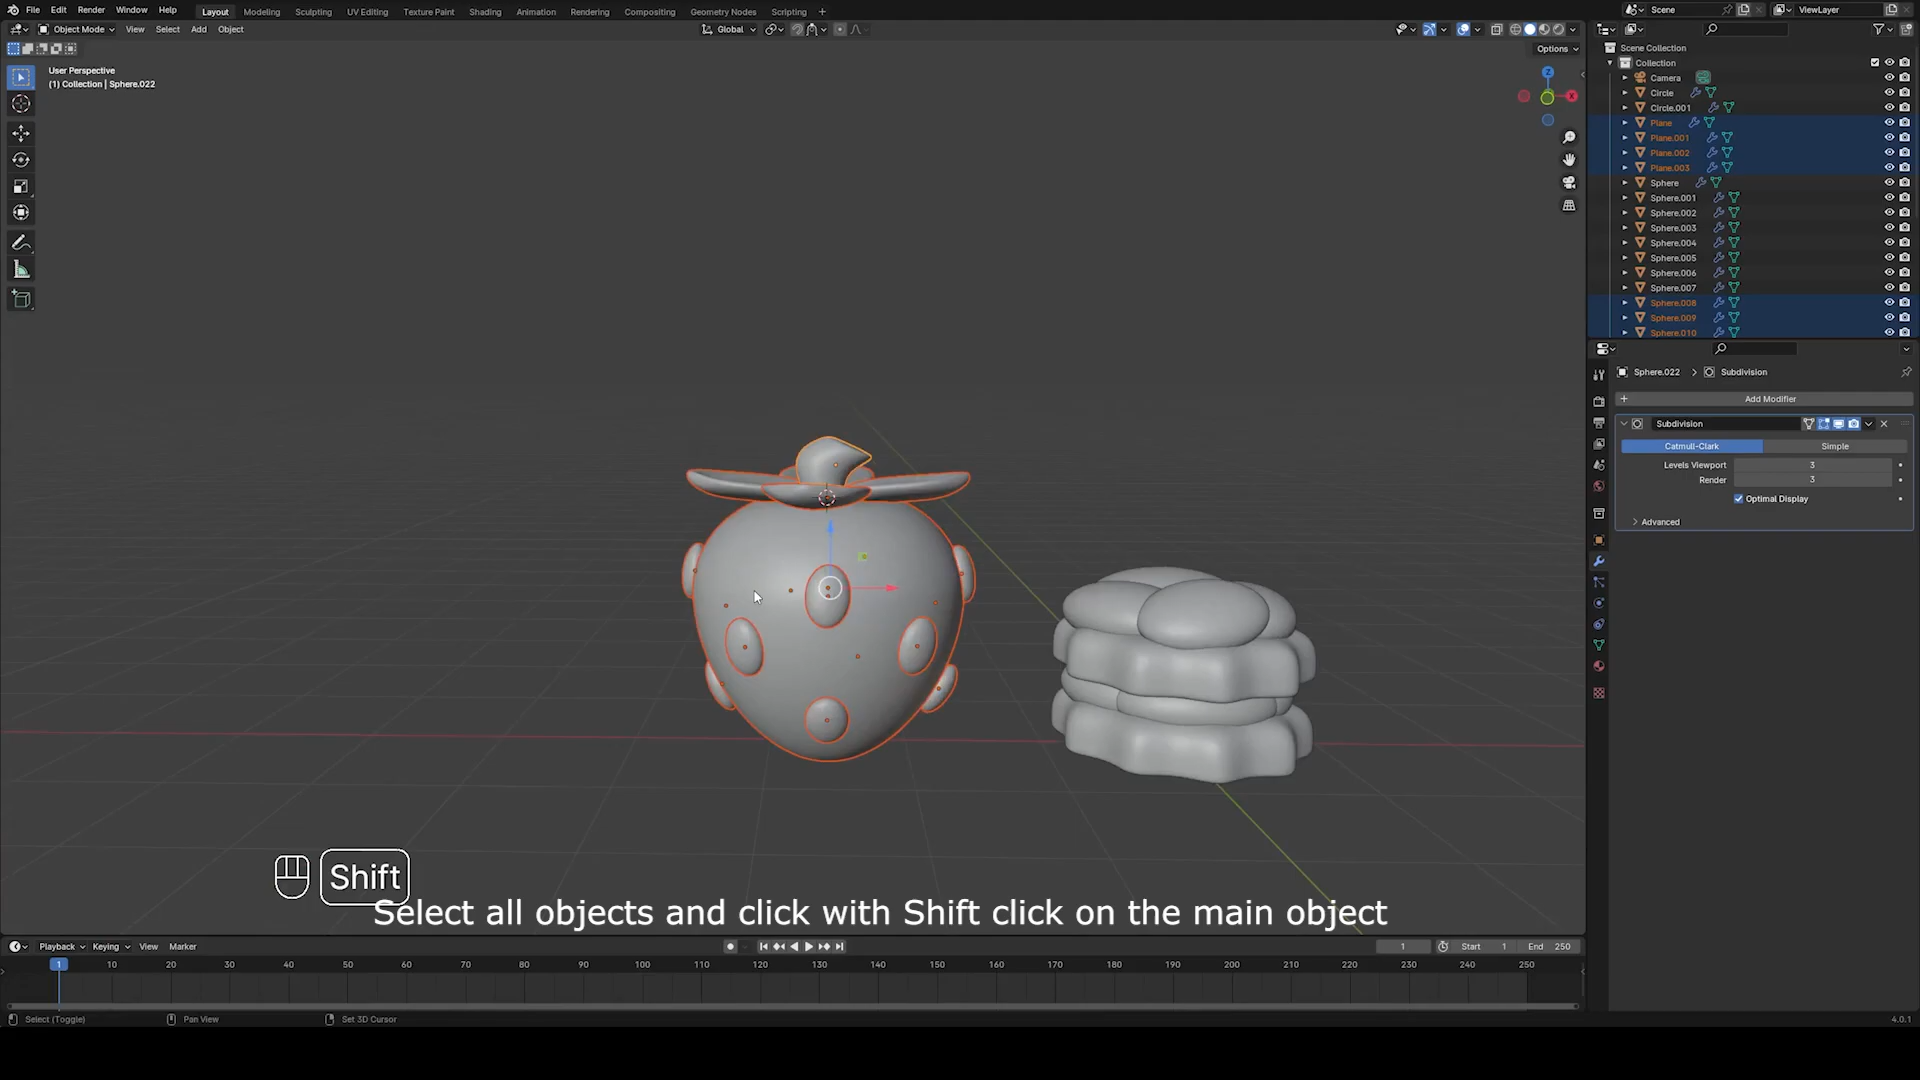 File Edit Render Window Help Layout Modeling Sculpting UV Editing Texture Paint Shading Animation Rendering Compositing Geometry Nodes Scripting + Scene ViewLayer
Object Mode View Select Add Object Global
Options
User Perspective
(1) Collection | Sphere.022
Scene Collection
Collection
Camera
Circle
Circle.001
Plane
Plane.001
Plane.002
Plane.003
Sphere
Sphere.001
Sphere.002
Sphere.003
Sphere.004
Sphere.005
Sphere.006
Sphere.007
Sphere.008
Sphere.009
Sphere.010
Z
X
Sphere.022 > Subdivision
+ Add Modifier
Subdivision
Catmull-Clark Simple
Levels Viewport 3
Render 3
Optimal Display
Advanced
Shift
Select all objects and click with Shift click on the main object
Playback Keying View Marker 1 Start 1 End 250
1 10 20 30 40 50 60 70 80 90 100 110 120 130 140 150 160 170 180 190 200 210 220 230 240 250
Select (Toggle) Pan View Set 3D Cursor 4.0.1